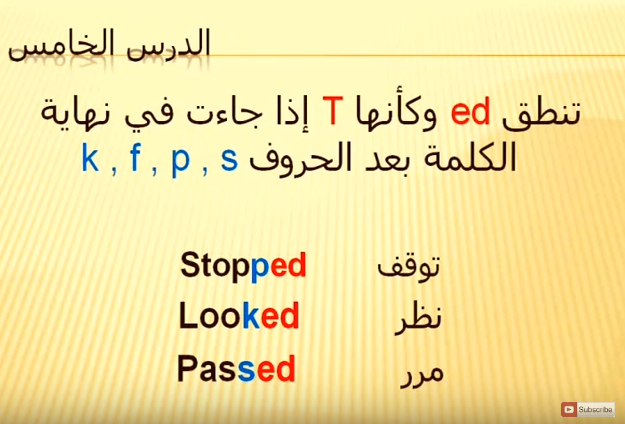 الدرس الخامس
تنطق ed وكأنها T إذا جاءت في نهاية
الكلمة بعد الحروف k , f , p , s
Stopped توقف
Looked نظر
Passed مرر
Subscribe